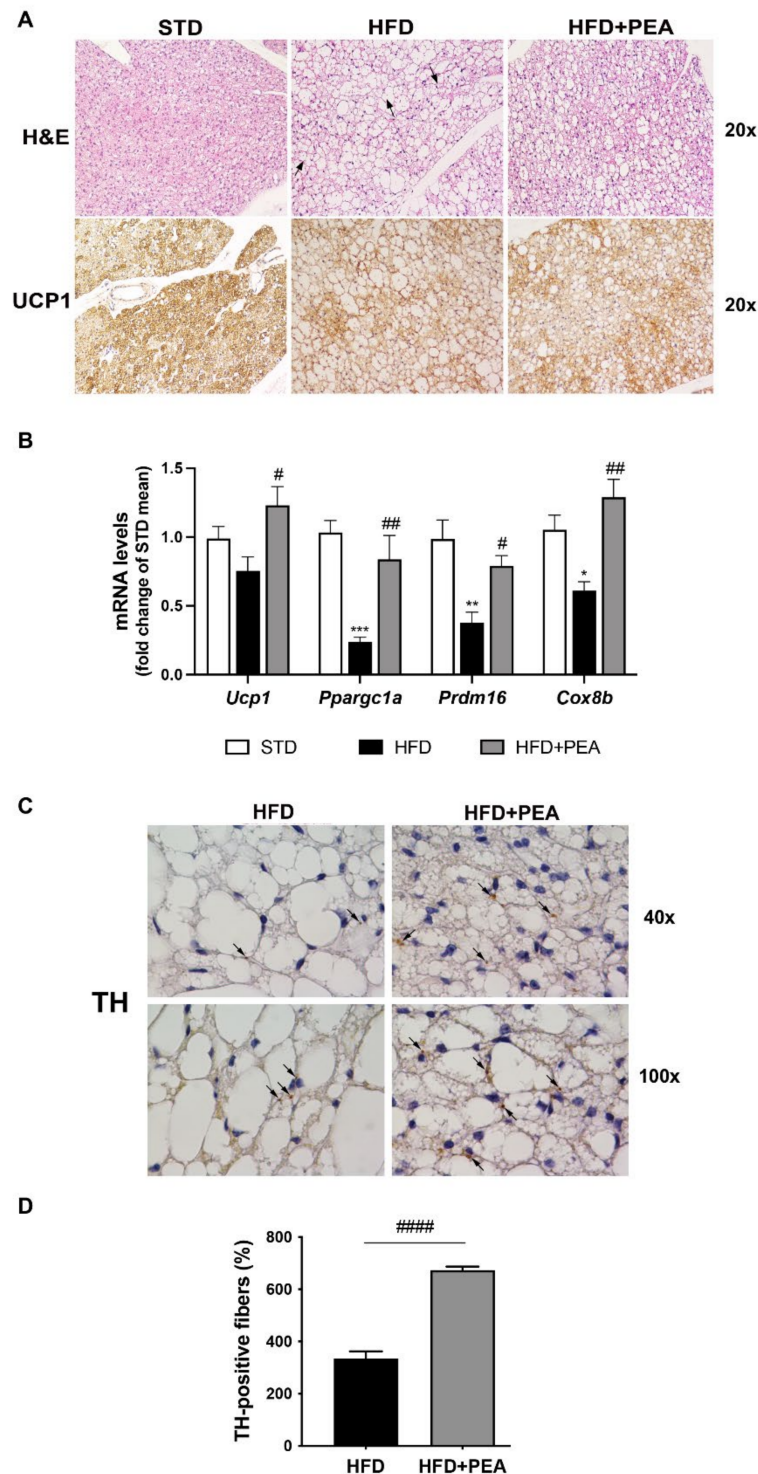 A
STD HFD HFD+PEA
H&E
20x
UCP1
20x
B
mRNA levels
(fold change of STD mean)
1.5
1.0
0.5
0.0
#
***
##
**
#
*
##
Ucp1 Ppargc1a Prdm16 Cox8b
STD HFD HFD+PEA
C
HFD HFD+PEA
40x
TH
100x
D
TH-positive fibers (%)
800
600
400
200
0
####
HFD HFD+PEA